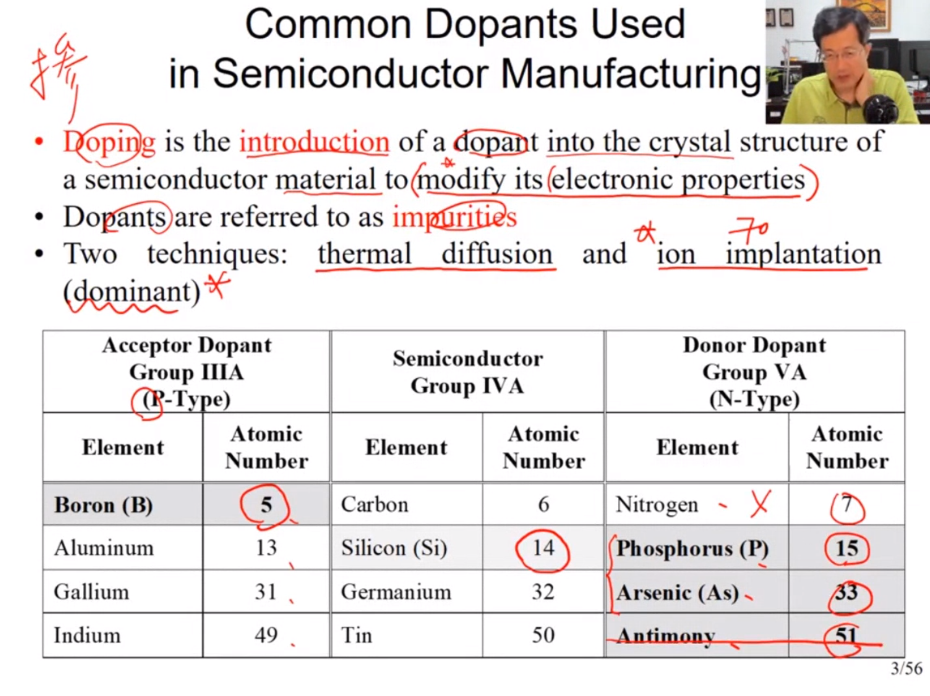 Common Dopants Used
in Semiconductor Manufacturing
摻
• Doping is the introduction of a dopant into the crystal structure of
a semiconductor material to modify its electronic properties
• Dopants are referred to as impurities
70
• Two techniques: thermal diffusion and ion implantation
(dominant)
Acceptor Dopant Group IIIA (P-Type) Semiconductor Group IVA Donor Dopant Group VA (N-Type)
Element Atomic Number Element Atomic Number Element Atomic Number
Boron (B) 5 Carbon 6 Nitrogen 7
Aluminum 13 Silicon (Si) 14 Phosphorus (P) 15
Gallium 31 Germanium 32 Arsenic (As) 33
Indium 49 Tin 50 Antimony 51
3/56